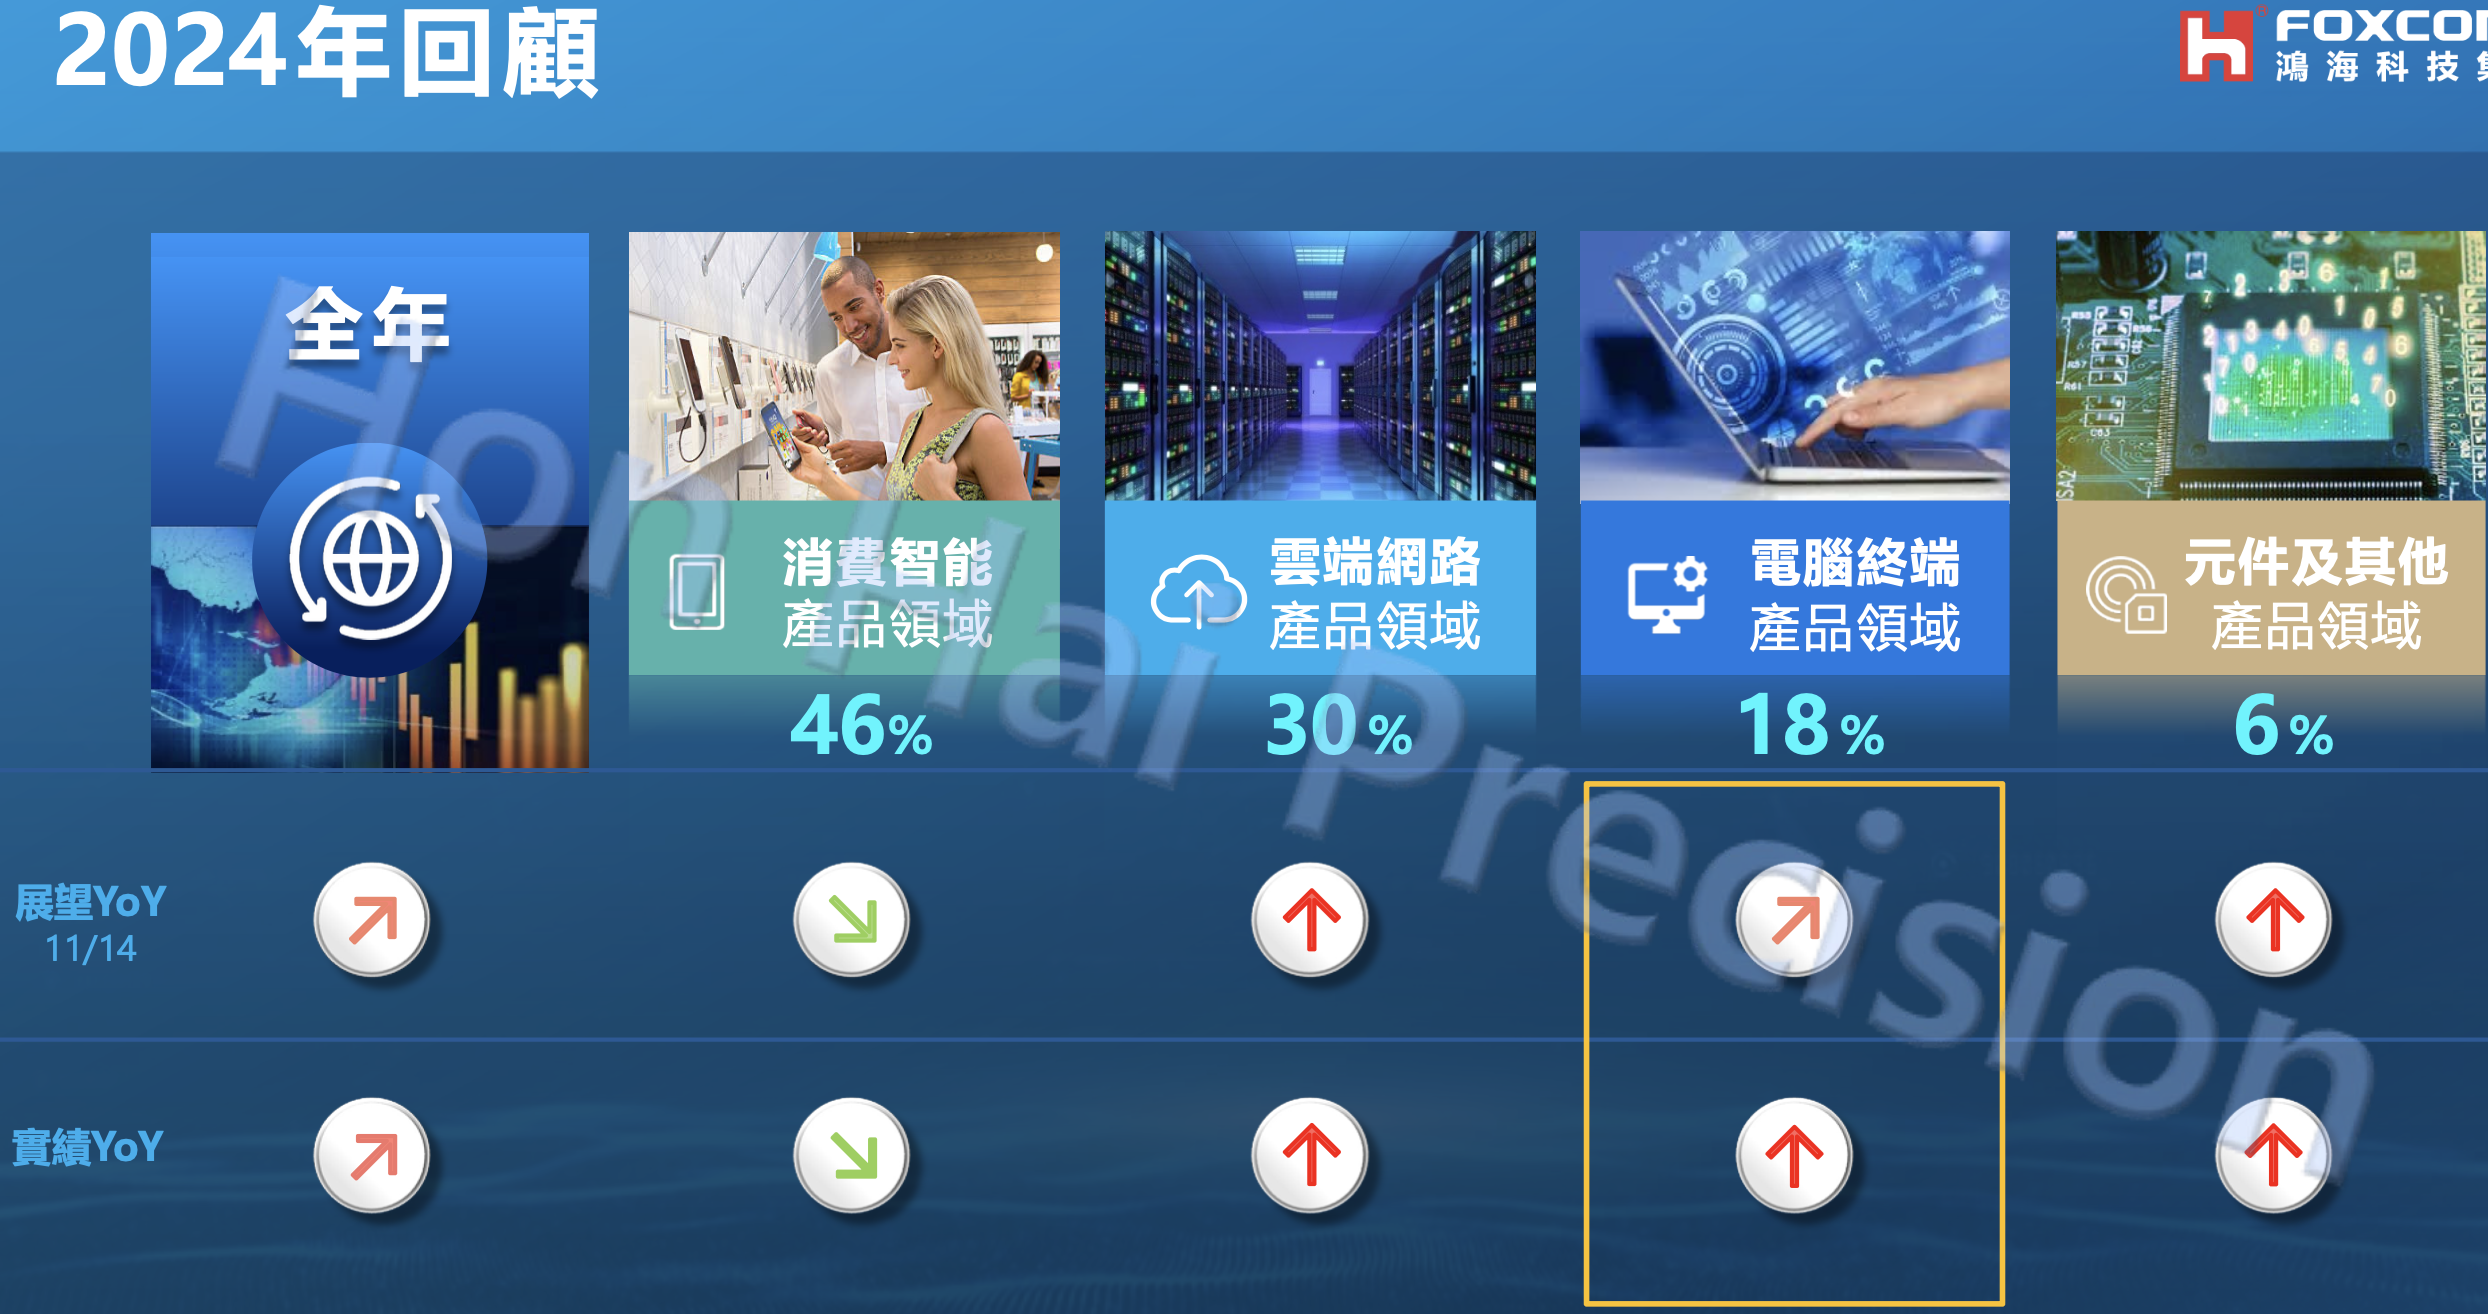 2024年回顧
FOXCO
鴻海科技
全年
消費智能
產品領域
46%
雲端網路
產品領域
30%
電腦終端
產品領域
18%
元件及其他
產品領域
6%
展望YoY
11/14
實績YoY
Hon Hai Precision